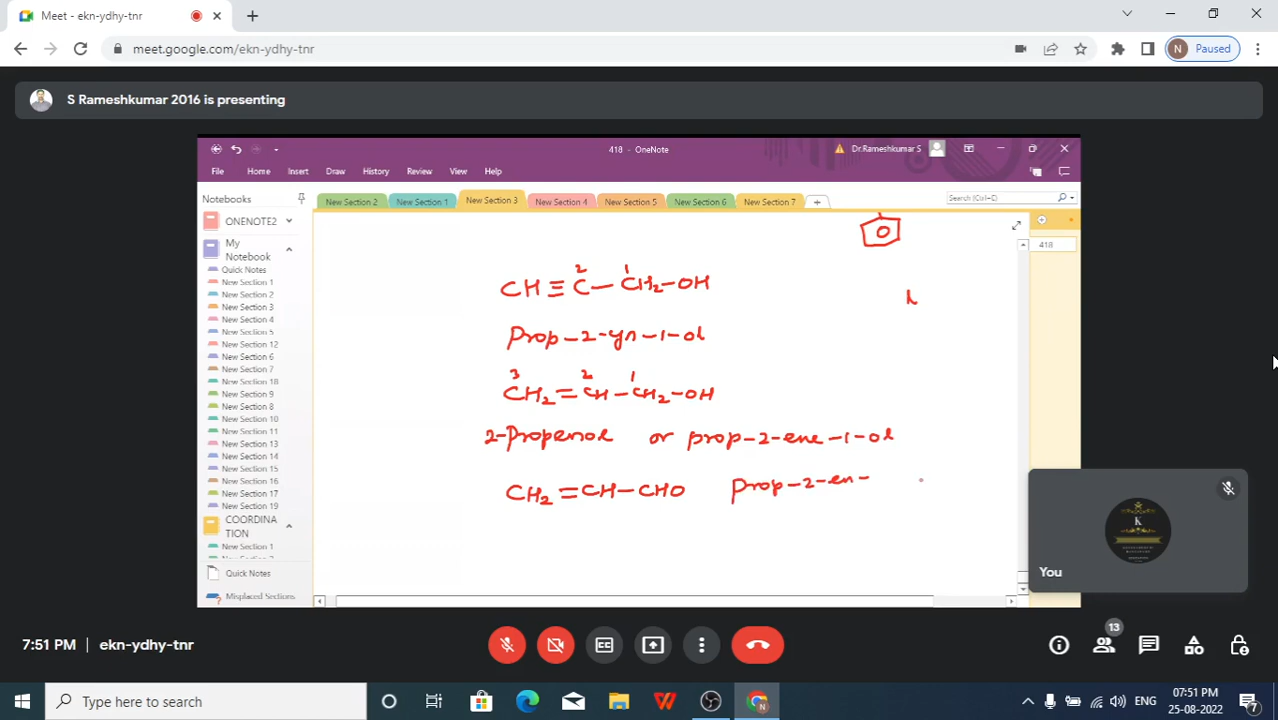 Meet - ekn-ydhy-tnr
meet.google.com/ekn-ydhy-tnr
N Paused
S Rameshkumar 2016 is presenting
418 - OneNote
Dr.Rameshkumar S
File Home Insert Draw History Review View Help
Notebooks
New Section 2 New Section 1 New Section 3 New Section 4 New Section 5 New Section 6 New Section 7
Search (Ctrl+E)
ONENOTE2
My Notebook
Quick Notes
New Section 1
New Section 2
New Section 3
New Section 4
New Section 5
New Section 12
New Section 6
New Section 7
New Section 18
New Section 9
New Section 8
New Section 10
New Section 11
New Section 13
New Section 14
New Section 15
New Section 16
New Section 17
New Section 19
COORDINATION
New Section 1
Quick Notes
Misplaced Sections
418
2 1
CH ≡ C – CH2–OH
Prop–2–yn–1–ol
3 2 1
CH2 = CH – CH2–OH
2-Propenol or prop–2–ene–1–ol
CH2 = CH – CHO Prop–2–en–
K
You
7:51 PM | ekn-ydhy-tnr
13
Type here to search
ENG
07:51 PM
25-08-2022
7